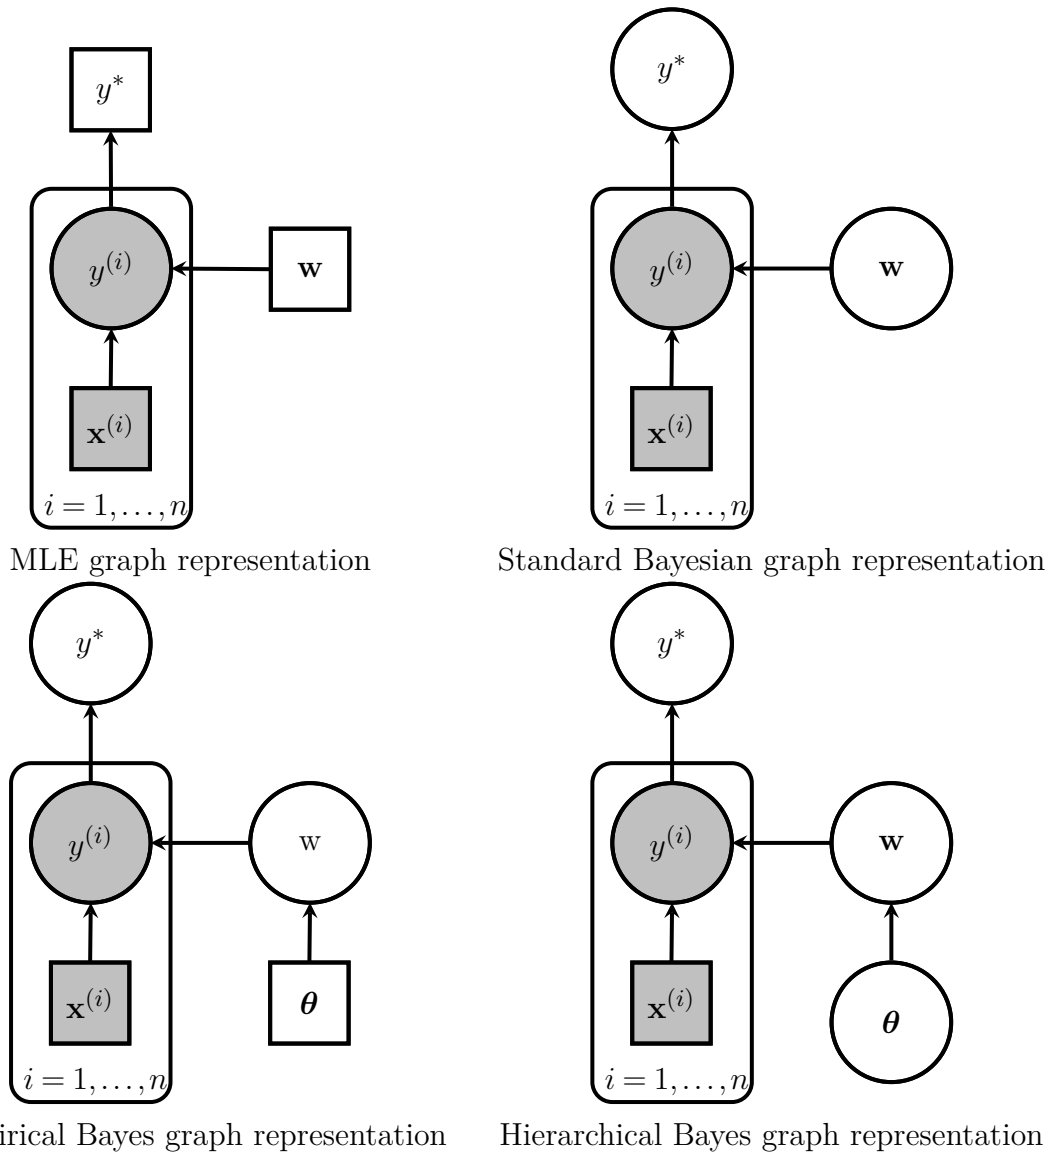 y* y*
y^(i) w y^(i) w
x^(i) x^(i)
i = 1, . . . , n i = 1, . . . , n
MLE graph representation Standard Bayesian graph representation
y* y*
y^(i) w y^(i) w
x^(i) θ x^(i) θ
i = 1, . . . , n i = 1, . . . , n
irical Bayes graph representation Hierarchical Bayes graph representation